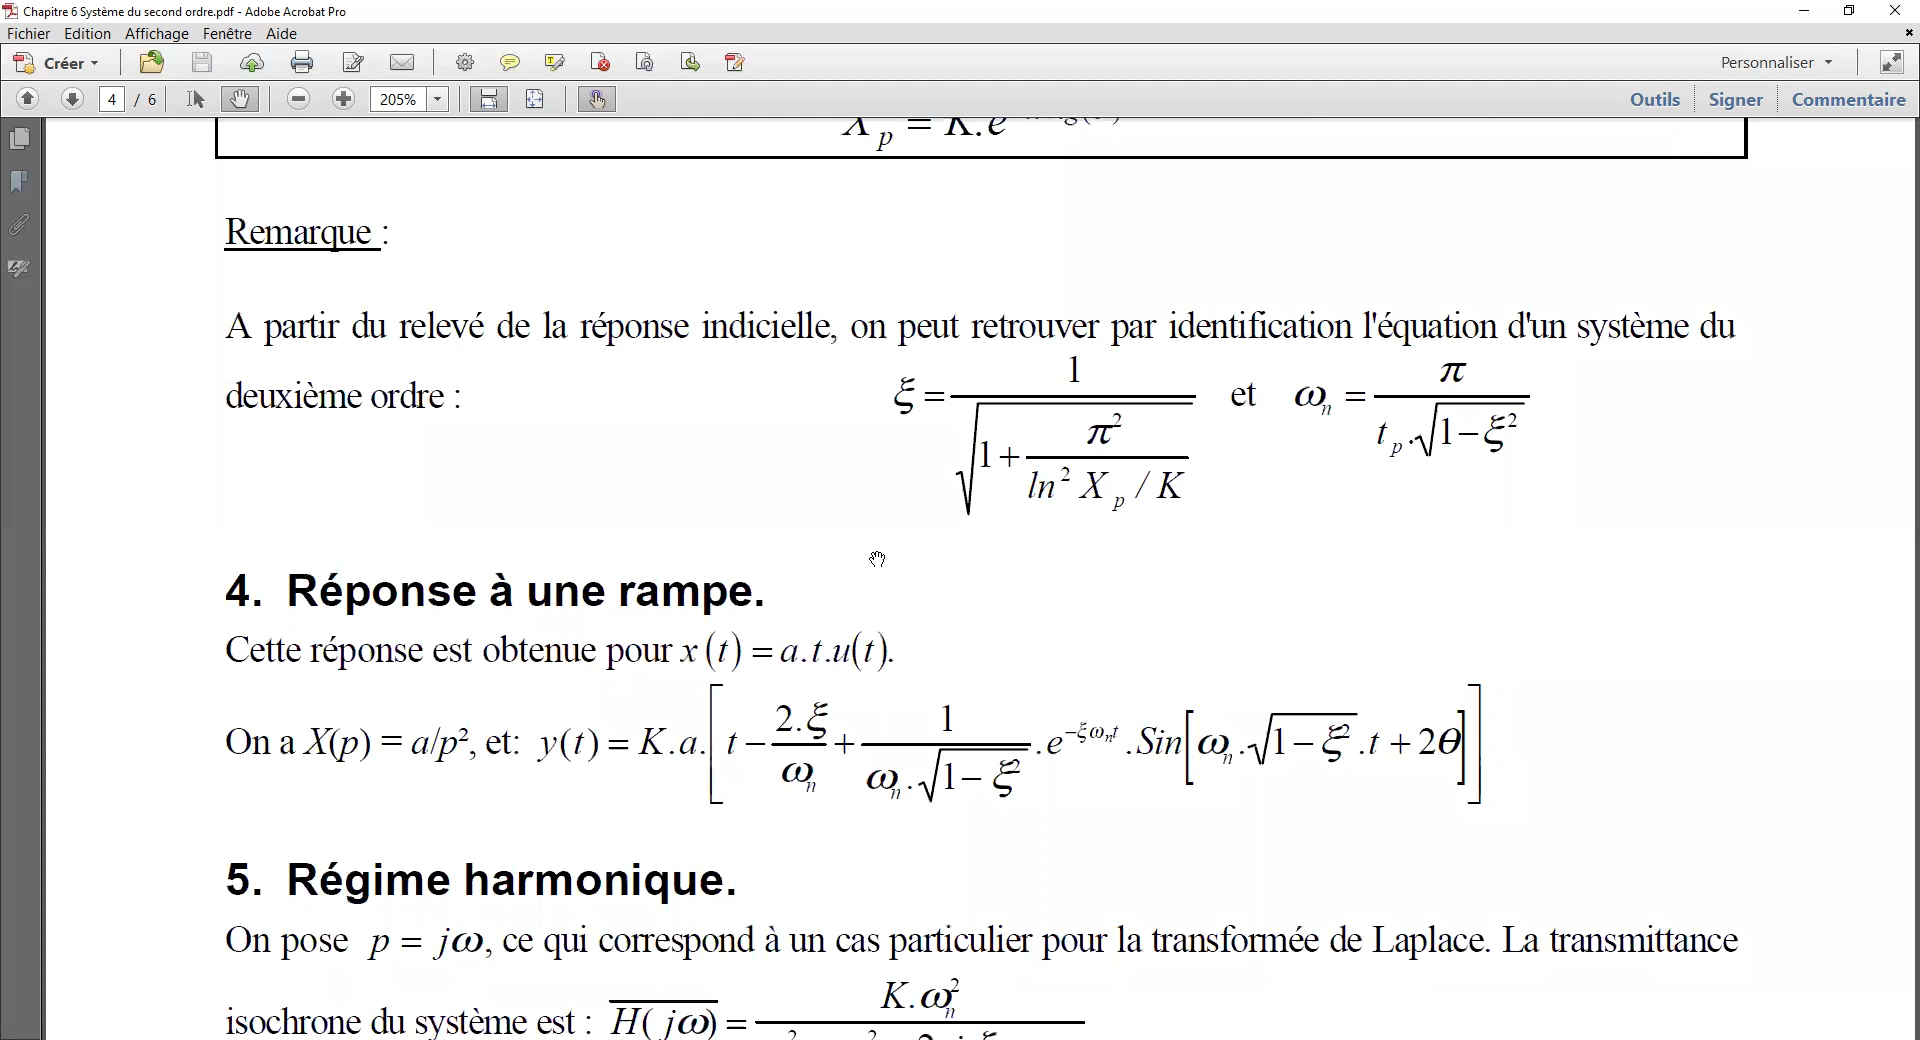 Chapitre 6 Système du second ordre.pdf - Adobe Acrobat Pro
Fichier Edition Affichage Fenêtre Aide
Créer Personnaliser
4 / 6 205% Outils Signer Commentaire
X_p = K.e
Remarque :
A partir du relevé de la réponse indicielle, on peut retrouver par identification l'équation d'un système du
deuxième ordre : ξ = 1 / √(1 + π² / ln² X_p / K) et ω_n = π / (t_p.√(1−ξ²))
4. Réponse à une rampe.
Cette réponse est obtenue pour x (t) = a.t.u(t).
On a X(p) = a/p², et: y(t) = K.a.[t − 2.ξ/ω_n + 1/(ω_n.√(1−ξ²)).e^(−ξω_n t).Sin[ω_n.√(1−ξ²).t + 2θ]]
5. Régime harmonique.
On pose p = jω, ce qui correspond à un cas particulier pour la transformée de Laplace. La transmittance
isochrone du système est : H( jω) = K.ω_n²